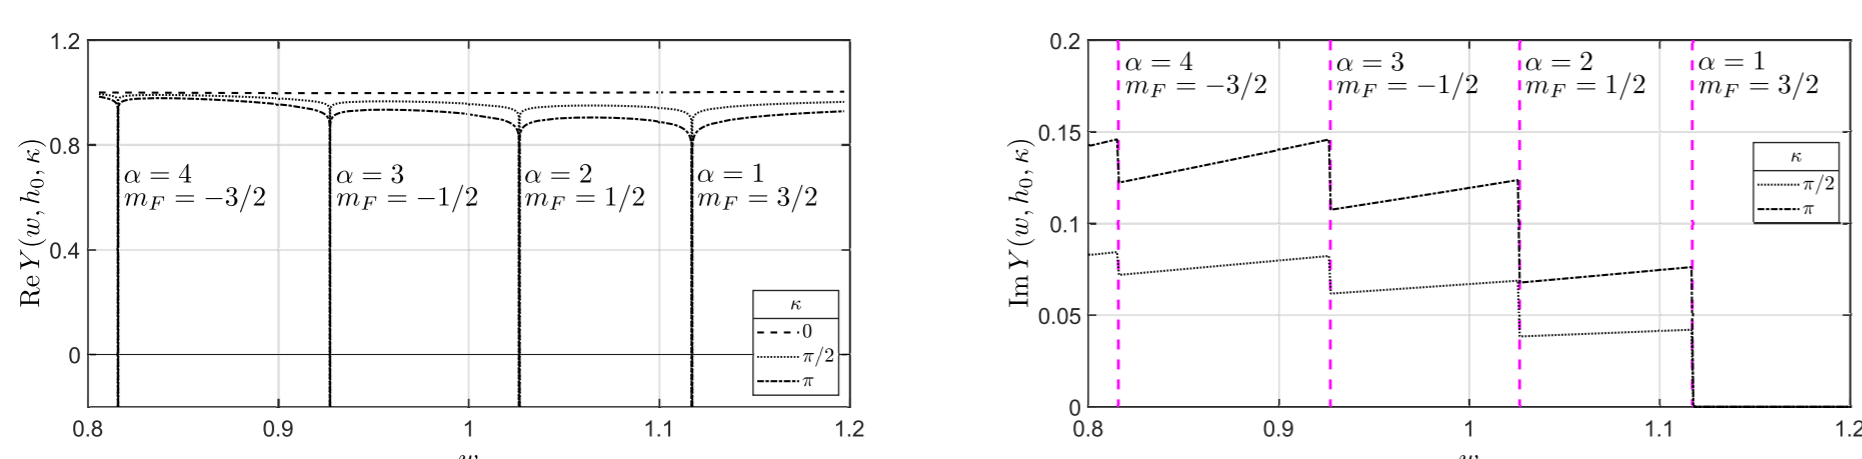 1.2
0.8
0.4
0
Re Y(w, h₀, κ)
α = 4
m_F = −3/2
α = 3
m_F = −1/2
α = 2
m_F = 1/2
α = 1
m_F = 3/2
κ
0
π/2
π
0.8 0.9 1 1.1 1.2
w
0.2
0.15
0.1
0.05
0
Im Y(w, h₀, κ)
α = 4
m_F = −3/2
α = 3
m_F = −1/2
α = 2
m_F = 1/2
α = 1
m_F = 3/2
κ
π/2
π
0.8 0.9 1 1.1 1.2
w